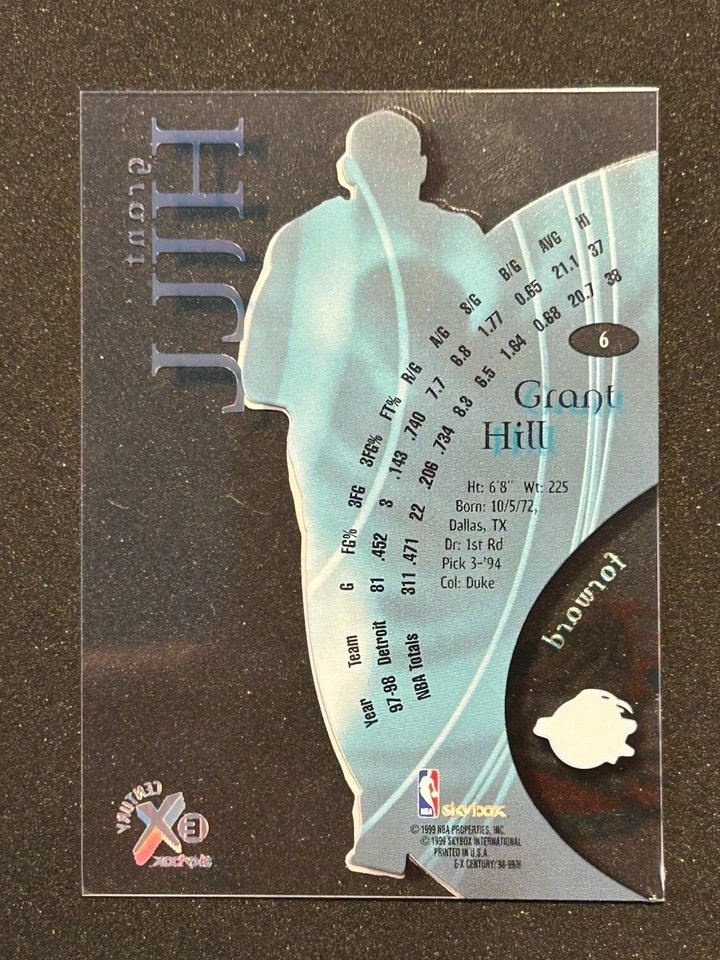 Grant
HILL
6
Grant
Hill
Ht: 6'8" Wt: 225
Born: 10/5/72,
Dallas, TX
Dr: 1st Rd
Pick 3-'94
Col: Duke
Year Team G FG% 3FG 3FG% FT% R/G A/G S/G B/G AVG HI
97-98 Detroit 81 .452 3 .143 .740 7.7 6.8 1.77 0.65 21.1 37
NBA Totals 311 .471 22 .206 .734 8.3 6.5 1.64 0.68 20.7 38
forward
CENTURY
E X
skybox
NBA skybox
© 1999 NBA PROPERTIES, INC.
© 1999 SKYBOX INTERNATIONAL
PRINTED IN U.S.A.
E-X CENTURY/'98-99/H